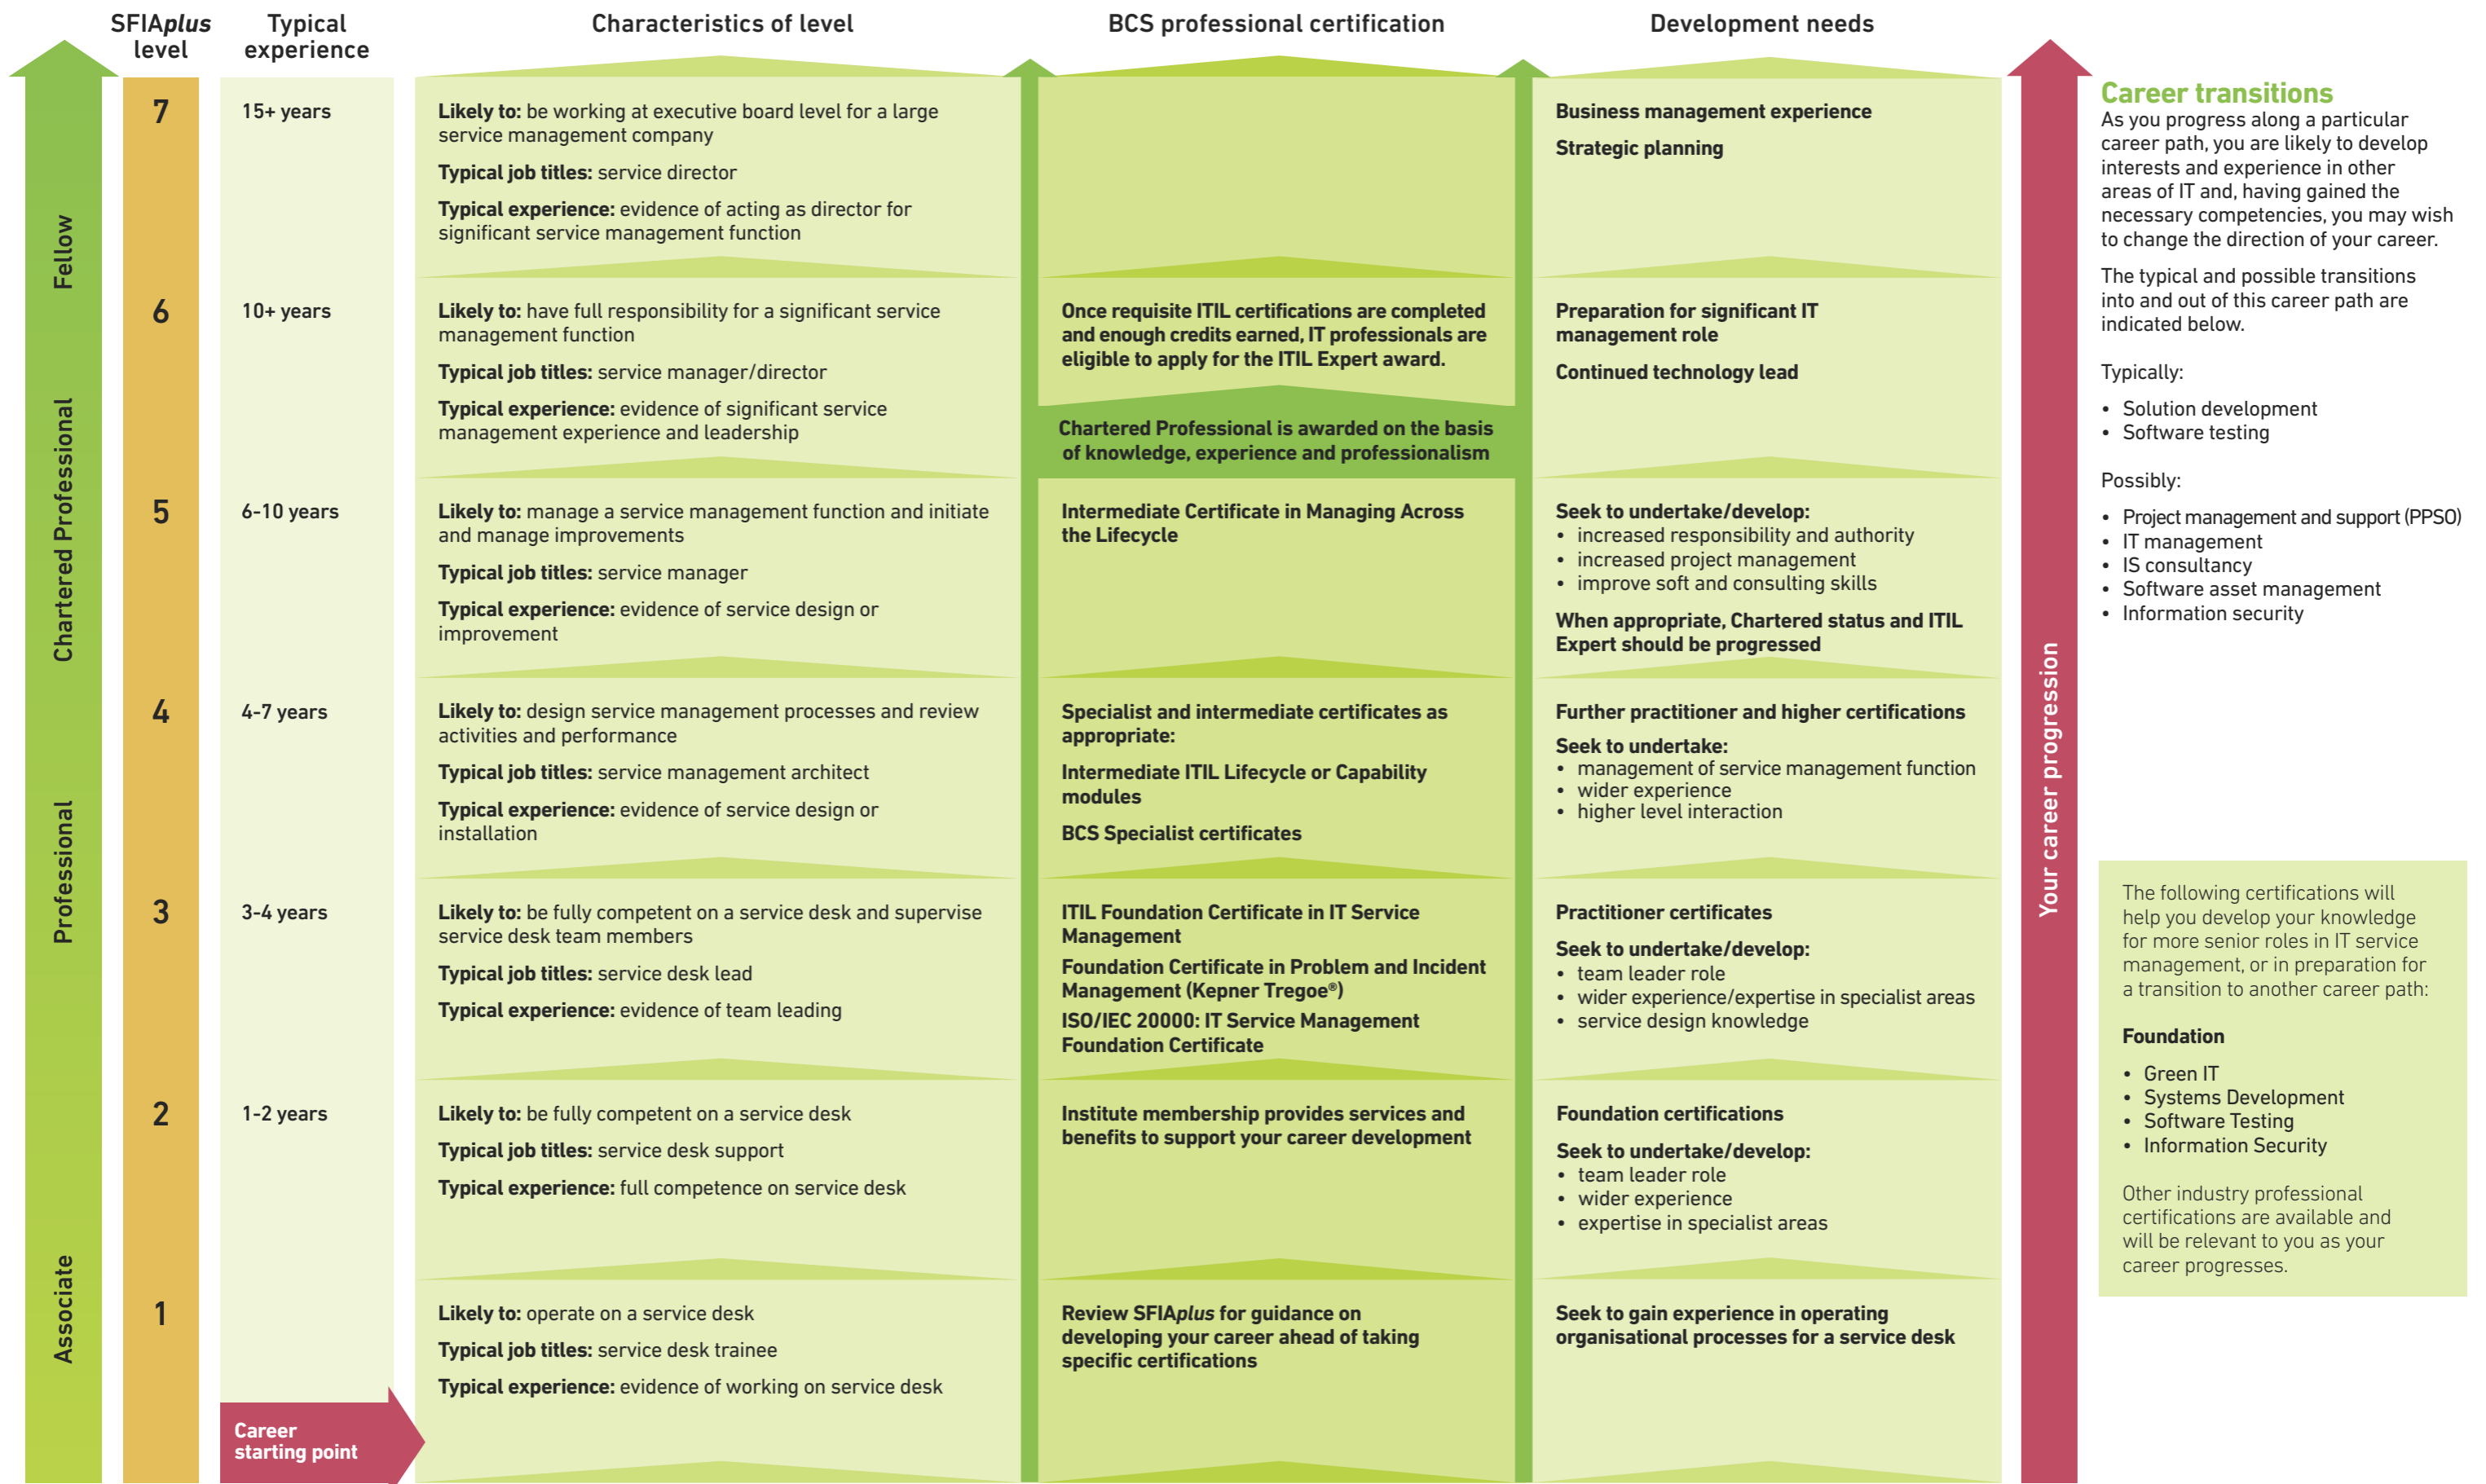 SFIAplus
level
Typical
experience
Characteristics of level
BCS professional certification
Development needs
Fellow
Chartered Professional
Professional
Associate
7
15+ years
Likely to: be working at executive board level for a large
service management company
Typical job titles: service director
Typical experience: evidence of acting as director for
significant service management function
Business management experience
Strategic planning
6
10+ years
Likely to: have full responsibility for a significant service
management function
Typical job titles: service manager/director
Typical experience: evidence of significant service
management experience and leadership
Once requisite ITIL certifications are completed
and enough credits earned, IT professionals are
eligible to apply for the ITIL Expert award.
Chartered Professional is awarded on the basis
of knowledge, experience and professionalism
Preparation for significant IT
management role
Continued technology lead
5
6-10 years
Likely to: manage a service management function and initiate
and manage improvements
Typical job titles: service manager
Typical experience: evidence of service design or
improvement
Intermediate Certificate in Managing Across
the Lifecycle
Seek to undertake/develop:
• increased responsibility and authority
• increased project management
• improve soft and consulting skills
When appropriate, Chartered status and ITIL
Expert should be progressed
4
4-7 years
Likely to: design service management processes and review
activities and performance
Typical job titles: service management architect
Typical experience: evidence of service design or
installation
Specialist and intermediate certificates as
appropriate:
Intermediate ITIL Lifecycle or Capability
modules
BCS Specialist certificates
Further practitioner and higher certifications
Seek to undertake:
• management of service management function
• wider experience
• higher level interaction
3
3-4 years
Likely to: be fully competent on a service desk and supervise
service desk team members
Typical job titles: service desk lead
Typical experience: evidence of team leading
ITIL Foundation Certificate in IT Service
Management
Foundation Certificate in Problem and Incident
Management (Kepner Tregoe®)
ISO/IEC 20000: IT Service Management
Foundation Certificate
Practitioner certificates
Seek to undertake/develop:
• team leader role
• wider experience/expertise in specialist areas
• service design knowledge
2
1-2 years
Likely to: be fully competent on a service desk
Typical job titles: service desk support
Typical experience: full competence on service desk
Institute membership provides services and
benefits to support your career development
Foundation certifications
Seek to undertake/develop:
• team leader role
• wider experience
• expertise in specialist areas
1
Likely to: operate on a service desk
Typical job titles: service desk trainee
Typical experience: evidence of working on service desk
Review SFIAplus for guidance on
developing your career ahead of taking
specific certifications
Seek to gain experience in operating
organisational processes for a service desk
Career
starting point
Your career progression
Career transitions
As you progress along a particular
career path, you are likely to develop
interests and experience in other
areas of IT and, having gained the
necessary competencies, you may wish
to change the direction of your career.
The typical and possible transitions
into and out of this career path are
indicated below.
Typically:
• Solution development
• Software testing
Possibly:
• Project management and support (PPSO)
• IT management
• IS consultancy
• Software asset management
• Information security
The following certifications will
help you develop your knowledge
for more senior roles in IT service
management, or in preparation for
a transition to another career path:
Foundation
• Green IT
• Systems Development
• Software Testing
• Information Security
Other industry professional
certifications are available and
will be relevant to you as your
career progresses.